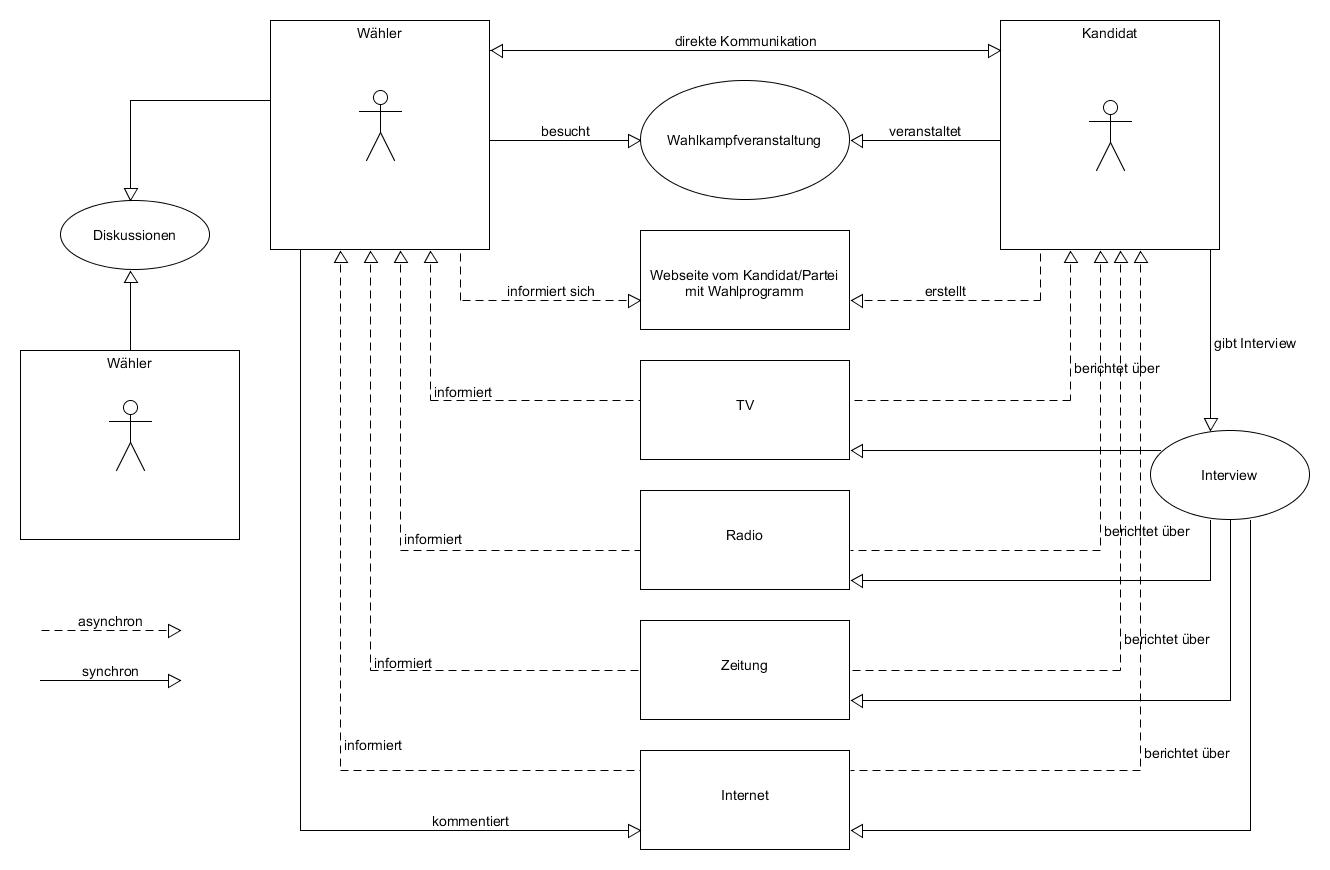 Wähler
Kandidat
direkte Kommunikation
besucht
Wahlkampfveranstaltung
veranstaltet
Diskussionen
Webseite vom Kandidat/Partei
mit Wahlprogramm
informiert sich
erstellt
gibt Interview
Wähler
informiert
TV
berichtet über
Interview
informiert
Radio
berichtet über
asynchron
synchron
informiert
Zeitung
berichtet über
informiert
Internet
berichtet über
kommentiert